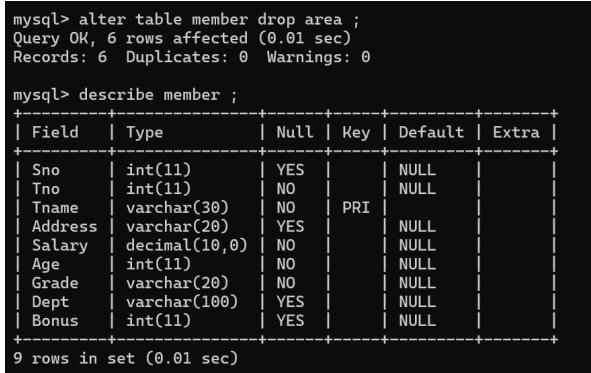 mysql> alter table member drop area ;
Query OK, 6 rows affected (0.01 sec)
Records: 6  Duplicates: 0  Warnings: 0

mysql> describe member ;
+---------+---------------+------+-----+---------+-------+
| Field   | Type          | Null | Key | Default | Extra |
+---------+---------------+------+-----+---------+-------+
| Sno     | int(11)       | YES  |     | NULL    |       |
| Tno     | int(11)       | NO   |     | NULL    |       |
| Tname   | varchar(30)   | NO   | PRI |         |       |
| Address | varchar(20)   | YES  |     | NULL    |       |
| Salary  | decimal(10,0) | NO   |     | NULL    |       |
| Age     | int(11)       | NO   |     | NULL    |       |
| Grade   | varchar(20)   | NO   |     | NULL    |       |
| Dept    | varchar(100)  | YES  |     | NULL    |       |
| Bonus   | int(11)       | YES  |     | NULL    |       |
+---------+---------------+------+-----+---------+-------+
9 rows in set (0.01 sec)